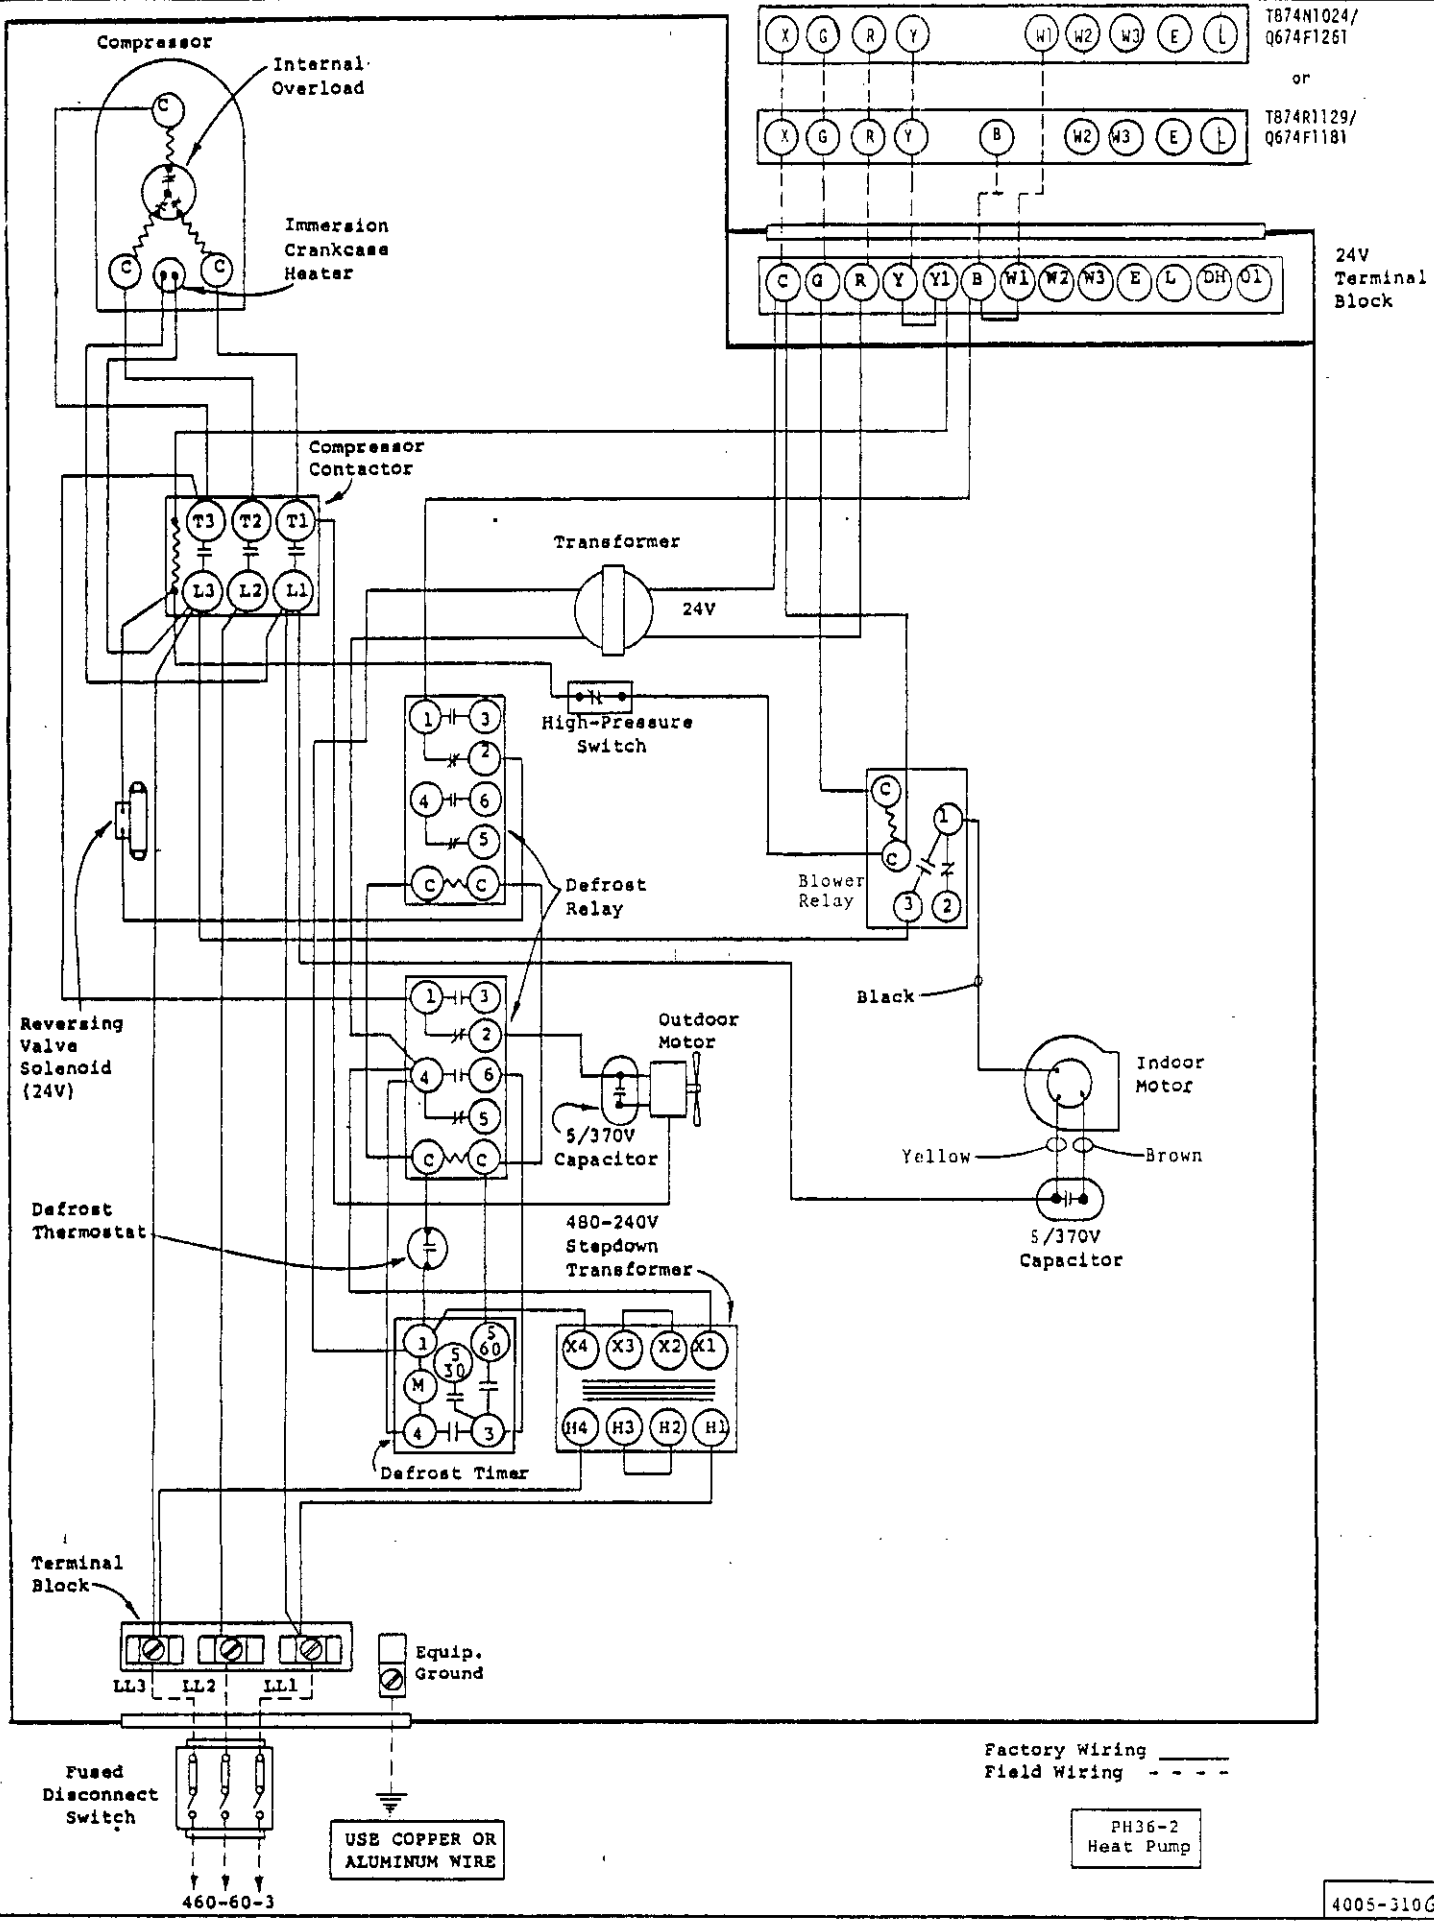 T874N1024/
Q674F1261
X G R Y W1 W2 W3 E L
or
T874R1129/
Q674F1181
X G R Y B W2 W3 E L
Compressor
Internal
Overload
C
C C
Immersion
Crankcase
Heater
24V
Terminal
Block
C G R Y Y1 B W1 W2 W3 E L DH O1
Compressor
Contactor
T3 T2 T1
L3 L2 L1
Transformer
24V
High-Pressure
Switch
1 3
2
4 6
5
C C
Defrost
Relay
C
C
1
3 2
Blower
Relay
Black
Reversing
Valve
Solenoid
(24V)
1 3
2
4 6
5
C C
Outdoor
Motor
5/370V
Capacitor
Indoor
Motor
Yellow
Brown
5/370V
Capacitor
Defrost
Thermostat
480-240V
Stepdown
Transformer
1
5
30
5
60
M
4 3
Defrost Timer
X4 X3 X2 X1
H4 H3 H2 H1
Terminal
Block
LL3 LL2 LL1
Equip.
Ground
Fused
Disconnect
Switch
460-60-3
USE COPPER OR
ALUMINUM WIRE
Factory Wiring
Field Wiring
PH36-2
Heat Pump
4005-310G